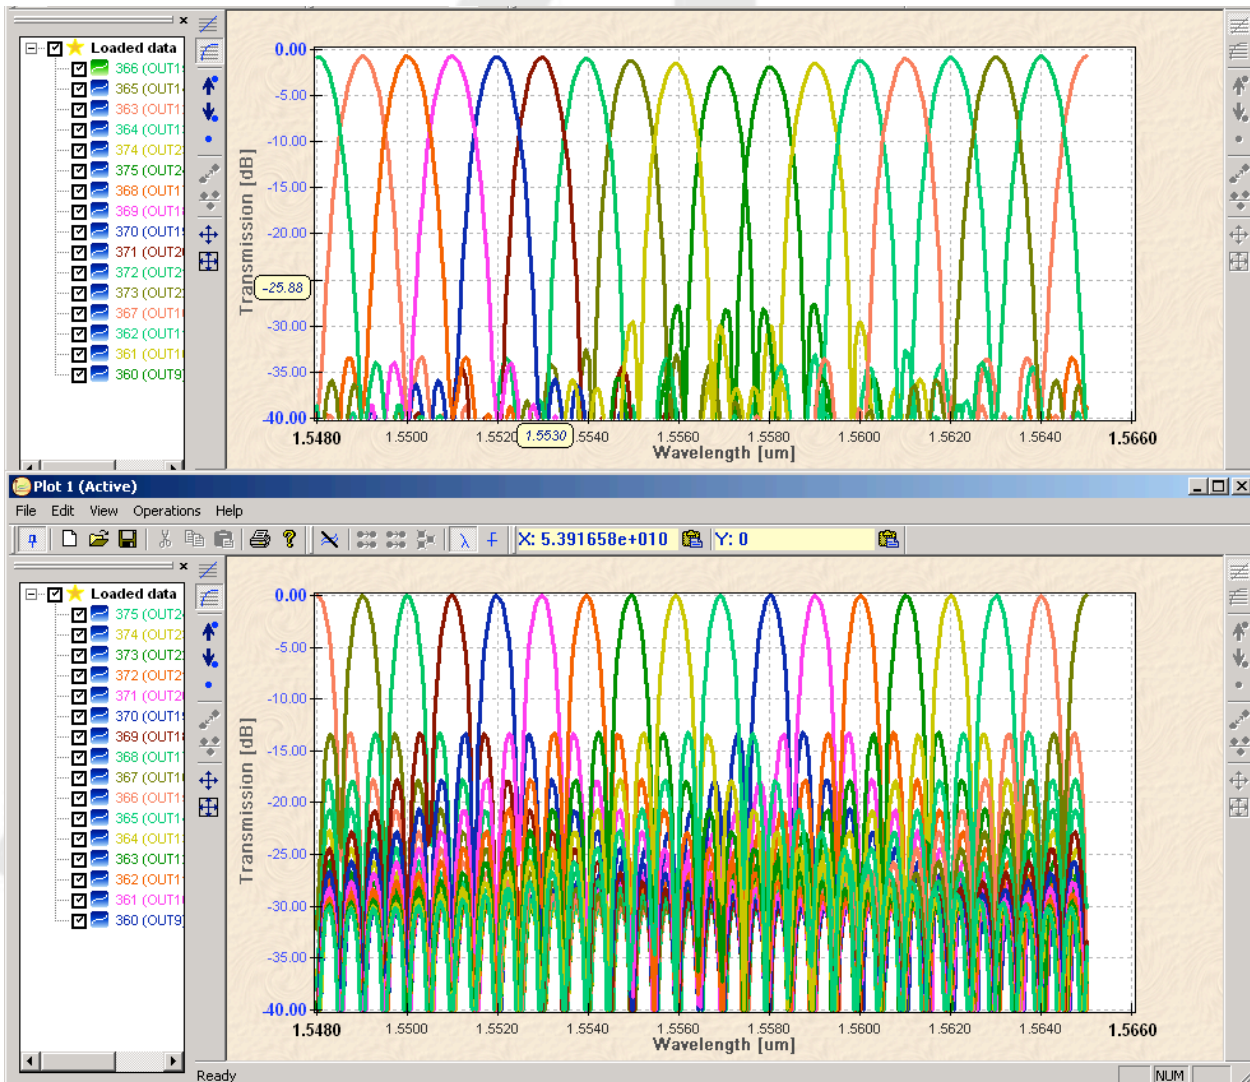 Loaded data
366 (OUT1
365 (OUT1
363 (OUT1
364 (OUT1
374 (OUT2
375 (OUT2
368 (OUT1
369 (OUT1
370 (OUT1
371 (OUT2
372 (OUT2
373 (OUT2
367 (OUT1
362 (OUT1
361 (OUT1
360 (OUT9)
Transmission [dB]
0.00
-5.00
-10.00
-15.00
-20.00
-25.88
-30.00
-35.00
-40.00
1.5480 1.5500 1.5520 1.5530 1.5540 1.5560 1.5580 1.5600 1.5620 1.5640 1.5660
Wavelength [um]
Plot 1 (Active)
File Edit View Operations Help
λ F X: 5.391658e+010 Y: 0
Loaded data
375 (OUT2
374 (OUT2
373 (OUT2
372 (OUT2
371 (OUT2
370 (OUT1
369 (OUT1
368 (OUT1
367 (OUT1
366 (OUT1
365 (OUT1
364 (OUT1
363 (OUT1
362 (OUT1
361 (OUT1
360 (OUT9)
Transmission [dB]
0.00
-5.00
-10.00
-15.00
-20.00
-25.00
-30.00
-35.00
-40.00
1.5480 1.5500 1.5520 1.5540 1.5560 1.5580 1.5600 1.5620 1.5640 1.5660
Wavelength [um]
Ready NUM